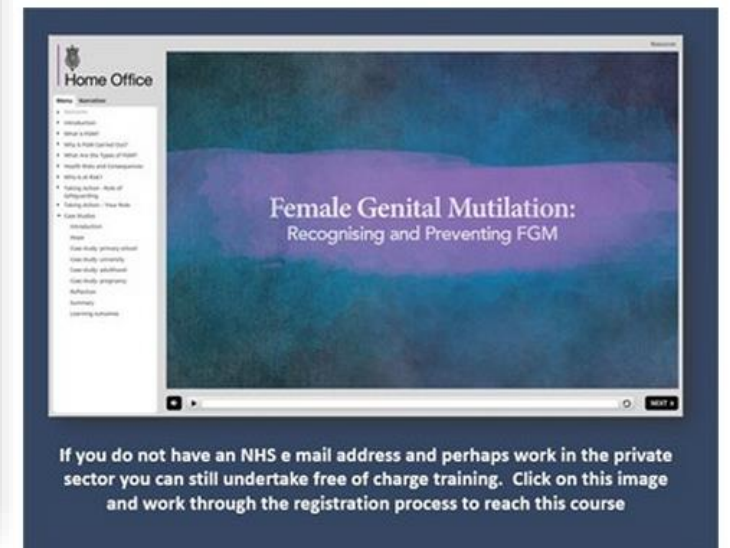 Resources
Home Office
Menu Narration
Introduction
What is FGM?
Why is FGM Carried Out?
What Are the Types of FGM?
Health Risks and Consequences
Who is at Risk?
Taking Action - Role of
Safeguarding
Taking Action - Your Role
Case Studies
Introduction
Hope
Case study: primary school
Case study: university
Case study: adulthood
Case study: pregnancy
Reflection
Summary
Learning outcomes
Female Genital Mutilation:
Recognising and Preventing FGM
NEXT
If you do not have an NHS e mail address and perhaps work in the private
sector you can still undertake free of charge training. Click on this image
and work through the registration process to reach this course